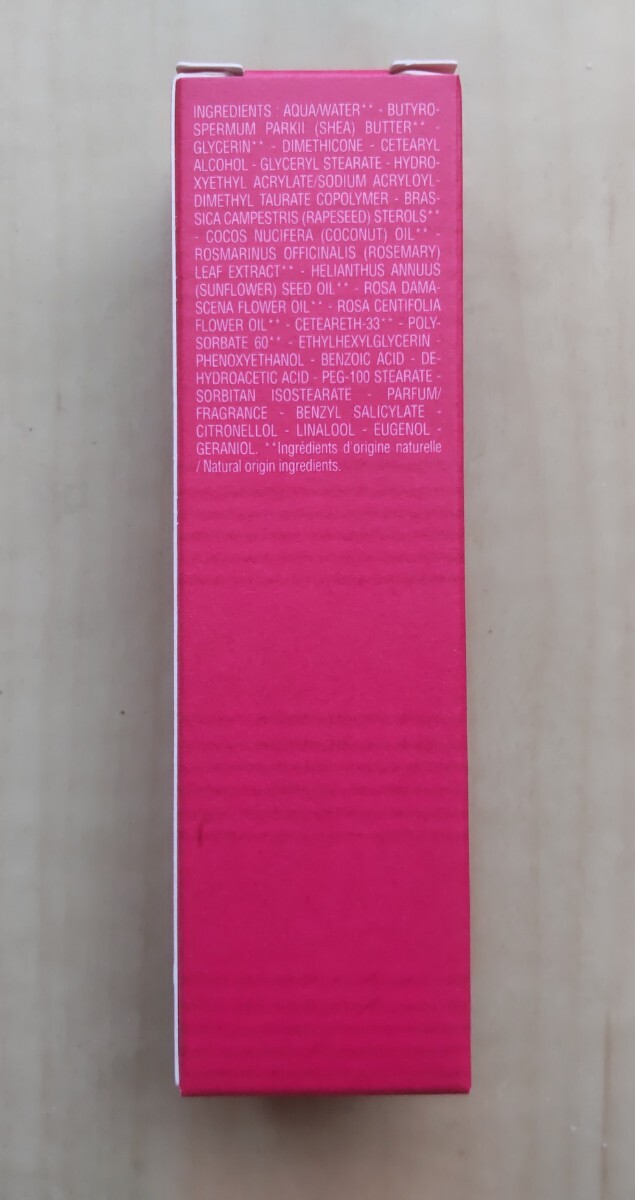 INGREDIENTS : AQUA/WATER** - BUTYRO-
SPERMUM PARKII (SHEA) BUTTER** -
GLYCERIN** - DIMETHICONE - CETEARYL
ALCOHOL - GLYCERYL STEARATE - HYDRO-
XYETHYL ACRYLATE/SODIUM ACRYLOYL-
DIMETHYL TAURATE COPOLYMER - BRAS-
SICA CAMPESTRIS (RAPESEED) STEROLS**
- COCOS NUCIFERA (COCONUT) OIL** -
ROSMARINUS OFFICINALIS (ROSEMARY)
LEAF EXTRACT** - HELIANTHUS ANNUUS
(SUNFLOWER) SEED OIL** - ROSA DAMA-
SCENA FLOWER OIL** - ROSA CENTIFOLIA
FLOWER OIL** - CETEARETH-33** - POLY-
SORBATE 60** - ETHYLHEXYLGLYCERIN -
PHENOXYETHANOL - BENZOIC ACID - DE-
HYDROACETIC ACID - PEG-100 STEARATE -
SORBITAN ISOSTEARATE - PARFUM/
FRAGRANCE - BENZYL SALICYLATE -
CITRONELLOL - LINALOOL - EUGENOL -
GERANIOL. **Ingrédients d'origine naturelle
/ Natural origin ingredients.